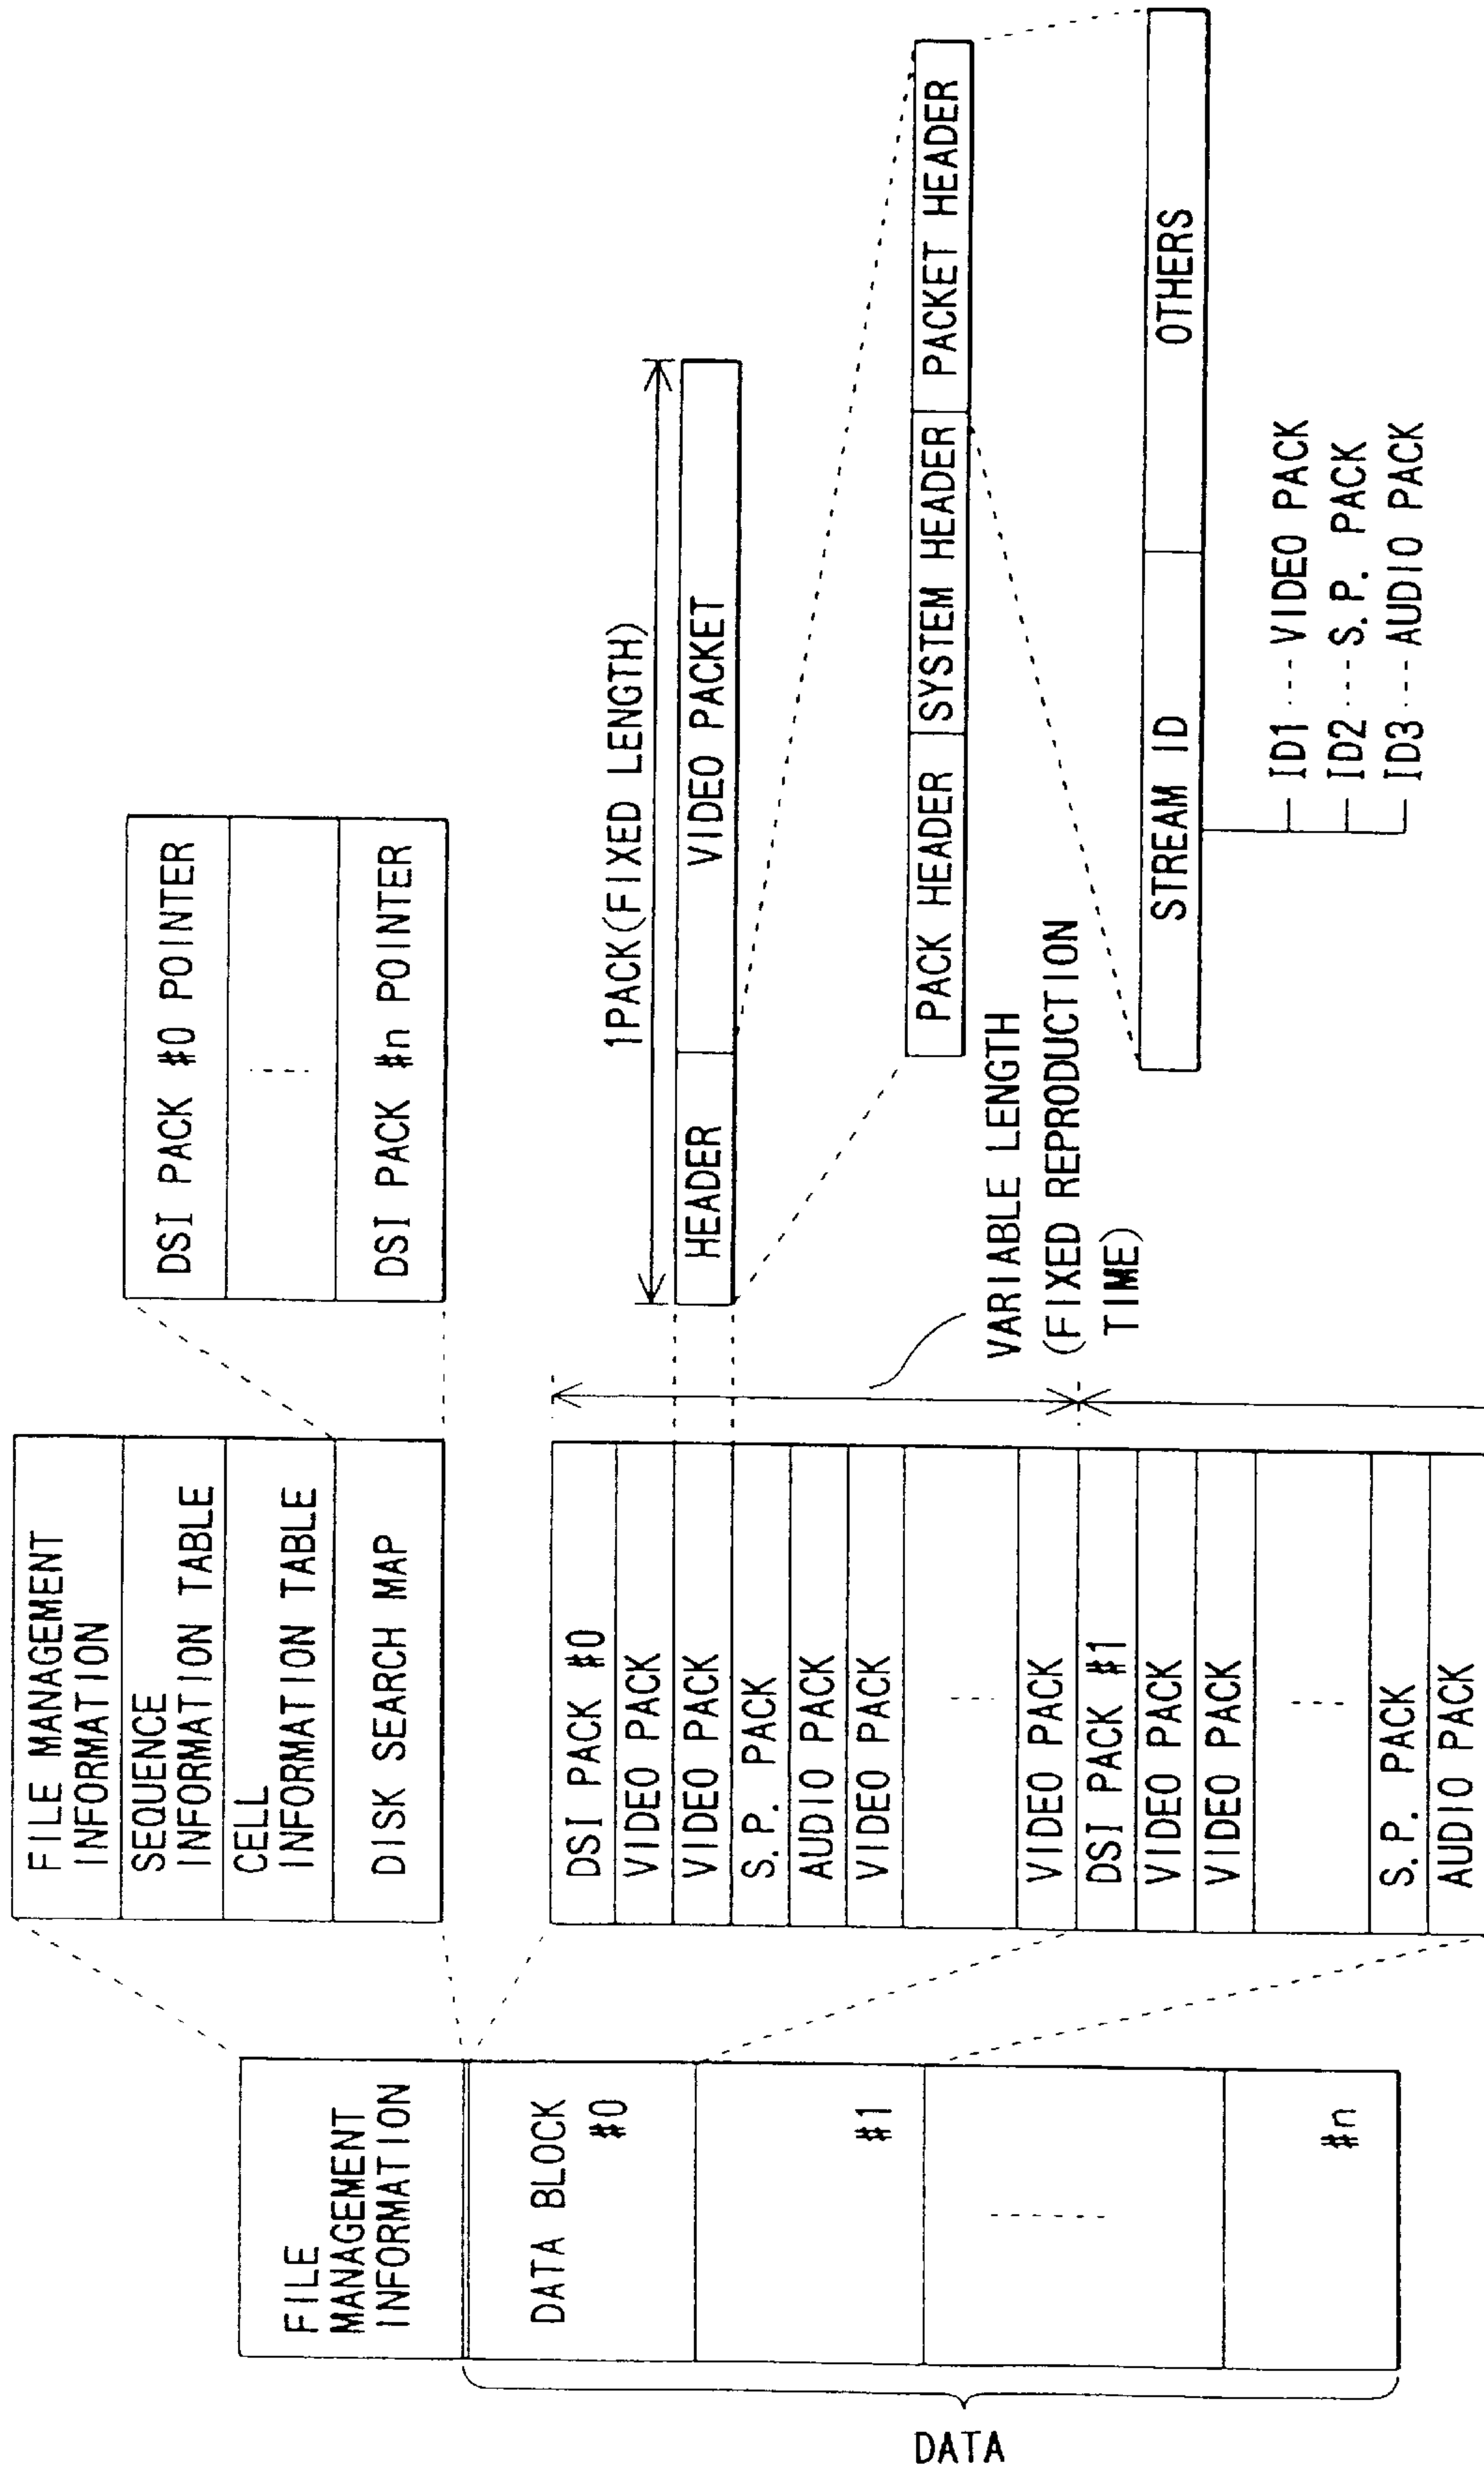 FILE
MANAGEMENT
INFORMATION
DATA BLOCK
#0
#1
#n
DATA
FILE MANAGEMENT
INFORMATION
SEQUENCE
INFORMATION TABLE
CELL
INFORMATION TABLE
DISK SEARCH MAP
DSI PACK #0 POINTER
DSI PACK #n POINTER
DSI PACK #0
VIDEO PACK
VIDEO PACK
S.P. PACK
AUDIO PACK
VIDEO PACK
VIDEO PACK
DSI PACK #1
VIDEO PACK
VIDEO PACK
S.P. PACK
AUDIO PACK
VARIABLE LENGTH
(FIXED REPRODUCTION
TIME)
1PACK(FIXED LENGTH)
HEADER
VIDEO PACKET
PACK HEADER
SYSTEM HEADER
PACKET HEADER
STREAM ID
OTHERS
ID1 ---- VIDEO PACK
ID2 ---- S.P. PACK
ID3 ---- AUDIO PACK